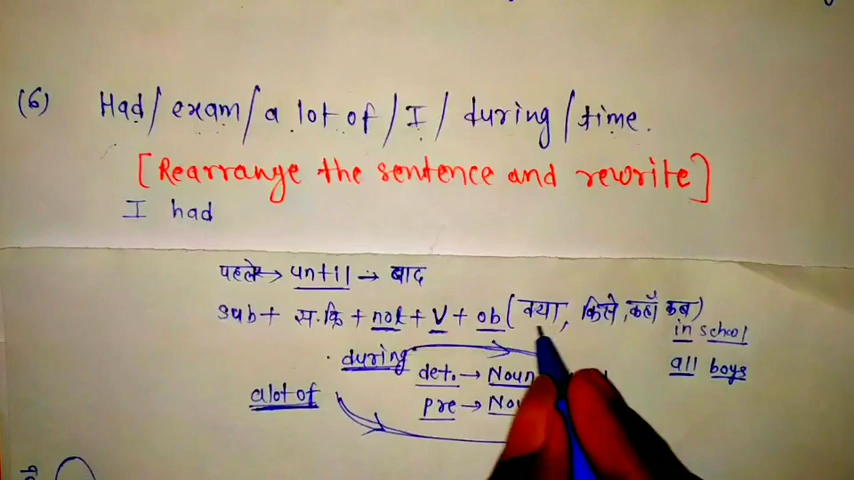 (6) Had/ exam/ a lot of / I / during / time.
[Rearrange the sentence and rewrite]
I had
पहले → until → बाद
sub + स.क्रि + not + V + ob (क्या, किसे, कहाँ कब)
in school
during
all boys
det. → Noun
alot of
pre → No